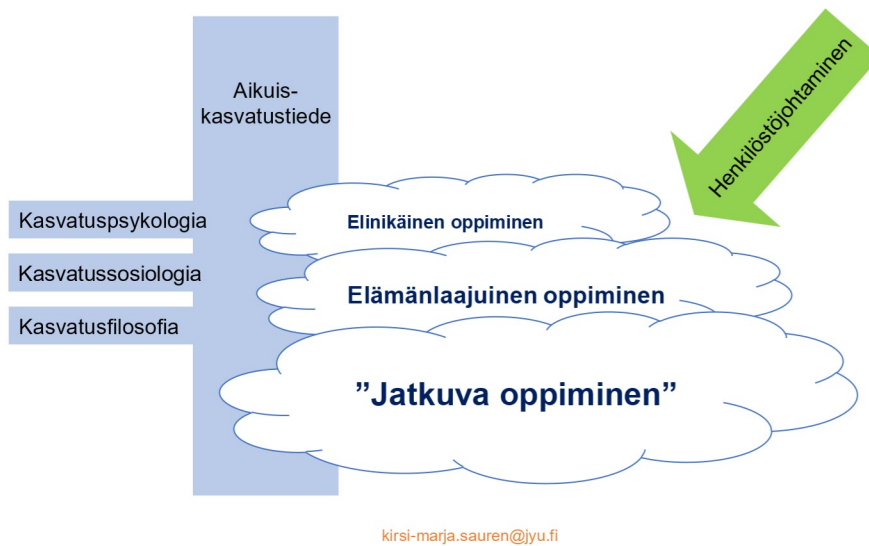 Aikuis-
kasvatustiede
Henkilöstöjohtaminen
Kasvatuspsykologia
Elinikäinen oppiminen
Kasvatussosiologia
Elämänlaajuinen oppiminen
Kasvatusfilosofia
”Jatkuva oppiminen”
kirsi-marja.sauren@jyu.fi